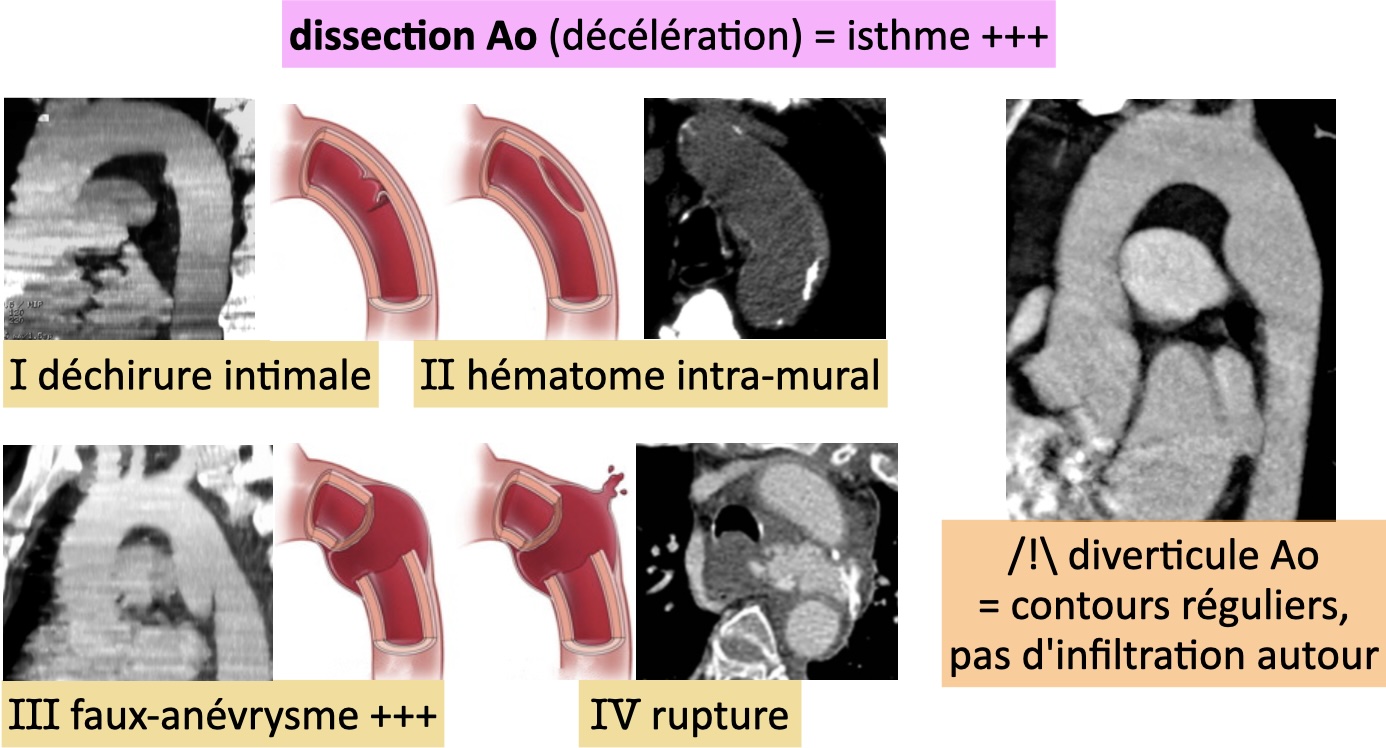 dissection Ao (décélération) = isthme +++
I déchirure intimale
II hématome intra-mural
III faux-anévrysme +++
IV rupture
/!\ diverticule Ao
= contours réguliers,
pas d'infiltration autour